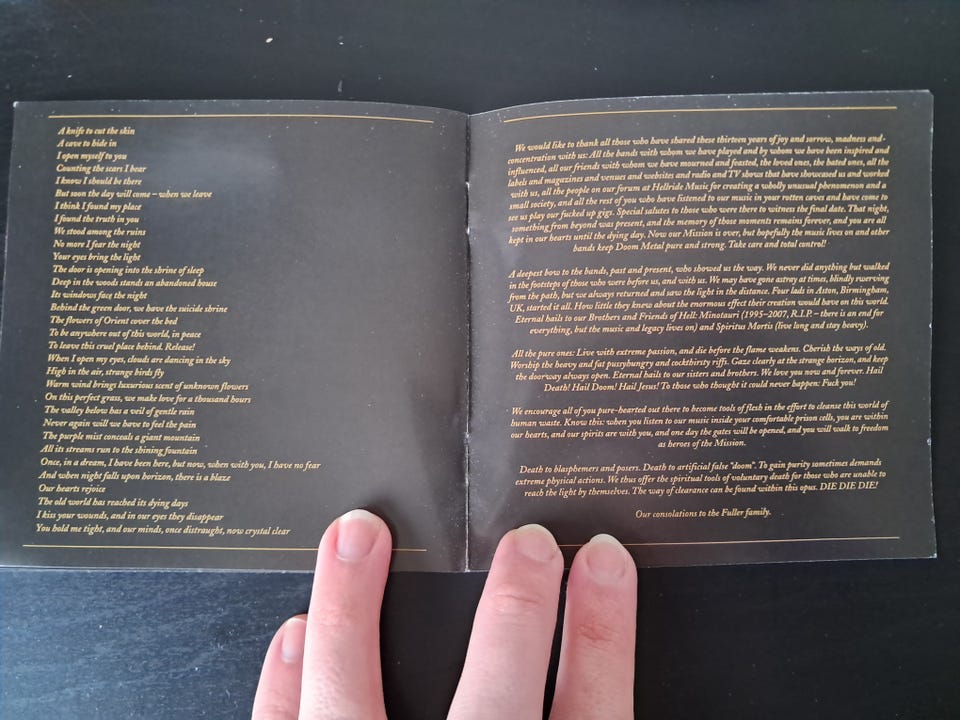 A knife to cut the skin
A cave to hide in
I open myself to you
Counting the scars I hear
I know I should be there
But soon the day will come – when we leave
I think I found my place
I found the truth in you
We stood among the ruins
No more I fear the night
Your eyes bring the light
The door is opening into the shrine of sleep
Deep in the woods stands an abandoned house
Its windows face the night
Behind the green door, we have the suicide shrine
The flowers of Orient cover the bed
To be anywhere out of this world, in peace
To leave this cruel place behind. Release!
When I open my eyes, clouds are dancing in the sky
High in the air, strange birds fly
Warm wind brings luxurious scent of unknown flowers
On this perfect grass, we make love for a thousand hours
The valley below has a veil of gentle rain
Never again will we have to feel the pain
The purple mist conceals a giant mountain
All its streams run to the shining fountain
Once, in a dream, I have been here, but now, when with you, I have no fear
And when night falls upon horizon, there is a blaze
Our hearts rejoice
The old world has reached its dying days
I kiss your wounds, and in our eyes they disappear
You hold me tight, and our minds, once distraught, now crystal clear
We would like to thank all those who have shared these thirteen years of joy and sorrow, madness and
concentration with us: All the bands with whom we have played and by whom we have been inspired and
influenced, all our friends with whom we have mourned and feasted, the loved ones, the hated ones, all the
labels and magazines and venues and websites and radio and TV shows that have showcased us and worked
with us, all the people on our forum at Hellride Music for creating a wholly unusual phenomenon and a
small society, and all the rest of you who have listened to our music in your rotten caves and have come to
see us play our fucked up gigs. Special salutes to those who were there to witness the final date. That night,
something from beyond was present, and the memory of those moments remains forever, and you are all
kept in our hearts until the dying day. Now our Mission is over, but hopefully the music lives on and other
bands keep Doom Metal pure and strong. Take care and total control!
A deepest bow to the bands, past and present, who showed us the way. We never did anything but walked
in the footsteps of those who were before us, and with us. We may have gone astray at times, blindly swerving
from the path, but we always returned and saw the light in the distance. Four lads in Aston, Birmingham,
UK, started it all. How little they knew about the enormous effect their creation would have on this world.
Eternal hails to our Brothers and Friends of Hell: Minotauri (1995–2007, R.I.P. – there is an end for
everything, but the music and legacy lives on) and Spiritus Mortis (live long and stay heavy).
All the pure ones: Live with extreme passion, and die before the flame weakens. Cherish the ways of old.
Worship the heavy and fat pussyhungry and cockthirsty riffs. Gaze clearly at the strange horizon, and keep
the doorway always open. Eternal hails to our sisters and brothers. We love you now and forever. Hail
Death! Hail Doom! Hail Jesus! To those who thought it could never happen: Fuck you!
We encourage all of you pure-hearted out there to become tools of flesh in the effort to cleanse this world of
human waste. Know this: when you listen to our music inside your comfortable prison cells, you are within
our hearts, and our spirits are with you, and one day the gates will be opened, and you will walk to freedom
as heroes of the Mission.
Death to blasphemers and posers. Death to artificial false "doom". To gain purity sometimes demands
extreme physical actions. We thus offer the spiritual tools of voluntary death for those who are unable to
reach the light by themselves. The way of clearance can be found within this opus. DIE DIE DIE!
Our consolations to the Fuller family.